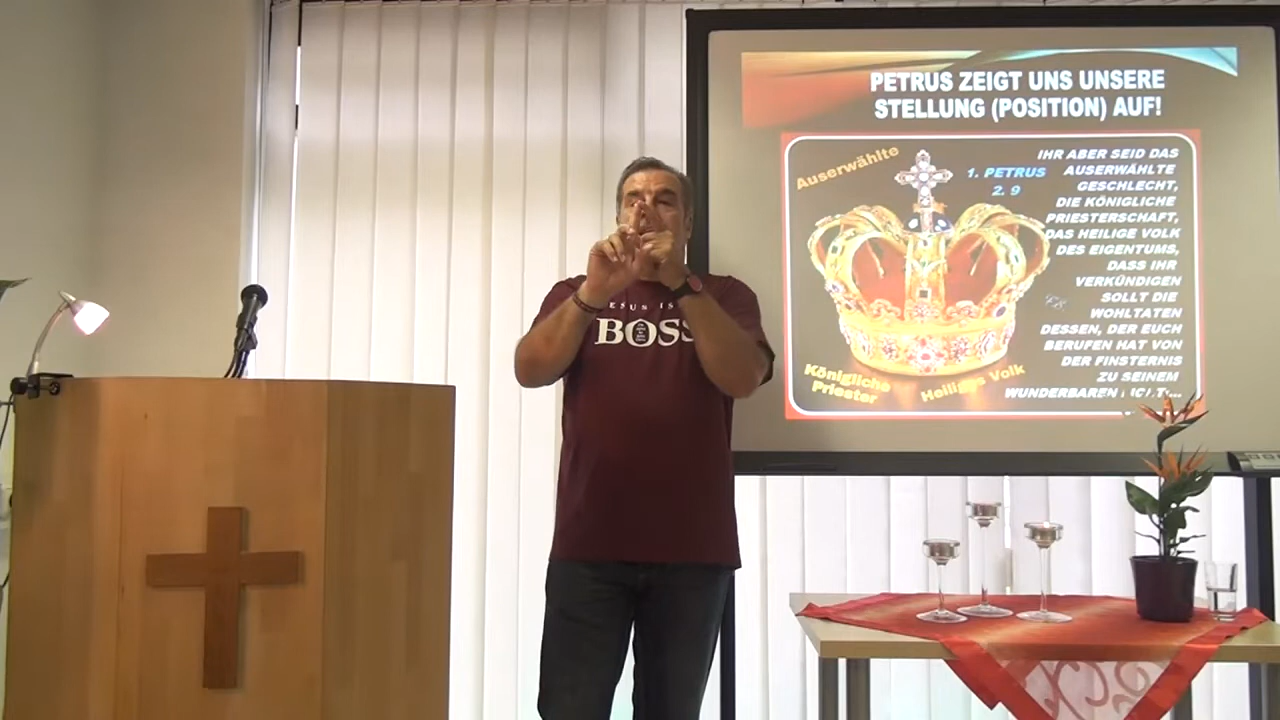 PETRUS ZEIGT UNS UNSERE
STELLUNG (POSITION) AUF!
Auserwählte
1. PETRUS
2. 9
IHR ABER SEID DAS
AUSERWÄHLTE
GESCHLECHT,
DIE KÖNIGLICHE
PRIESTERSCHAFT,
DAS HEILIGE VOLK
DES EIGENTUMS,
DASS IHR
VERKÜNDIGEN
SOLLT DIE
WOHLTATEN
DESSEN, DER EUCH
BERUFEN HAT VON
DER FINSTERNIS
ZU SEINEM
WUNDERBAREN
Königliche
Priester
Heiliges Volk
BOSS